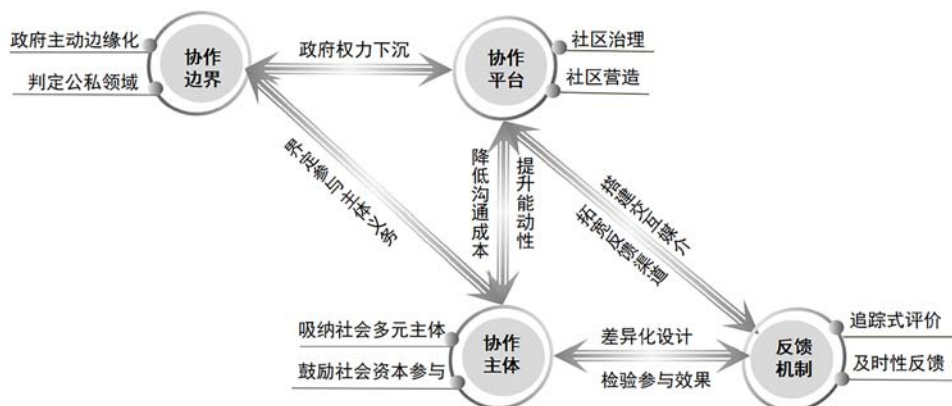 政府主动边缘化
判定公私领域
协作
边界
政府权力下沉
协作
平台
社区治理
社区营造
界定参与主体义务
降低沟通成本
提升能动性
搭建交互媒介
拓宽反馈渠道
吸纳社会多元主体
鼓励社会资本参与
协作
主体
差异化设计
检验参与效果
反馈
机制
追踪式评价
及时性反馈